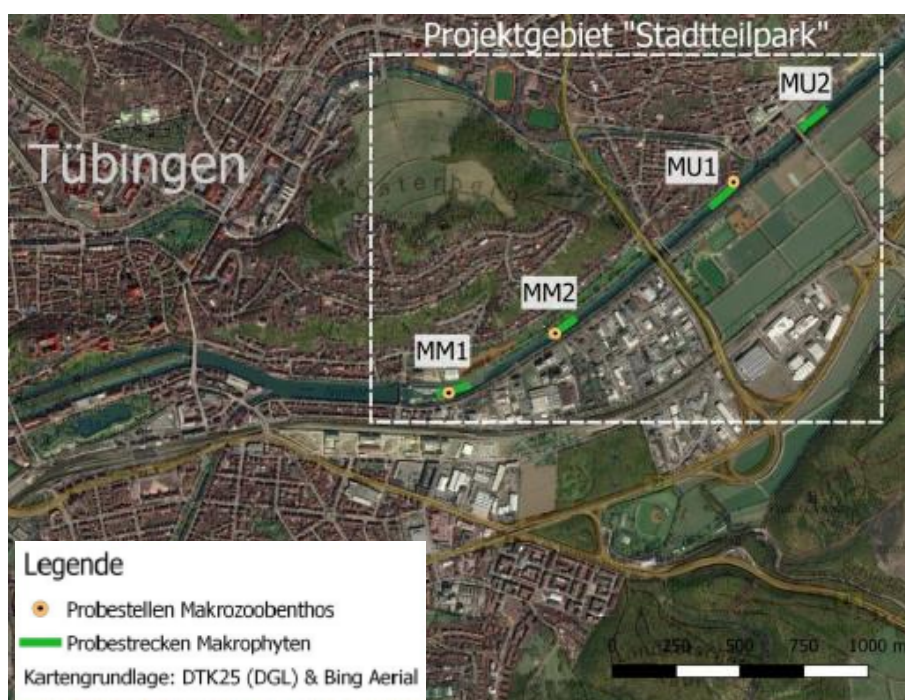 Projektgebiet "Stadtteilpark"
MU2
Tübingen
MU1
MM2
MM1
Legende
Probestellen Makrozoobenthos
Probestrecken Makrophyten
Kartengrundlage: DTK25 (DGL) & Bing Aerial
0 250 500 750 1000 m